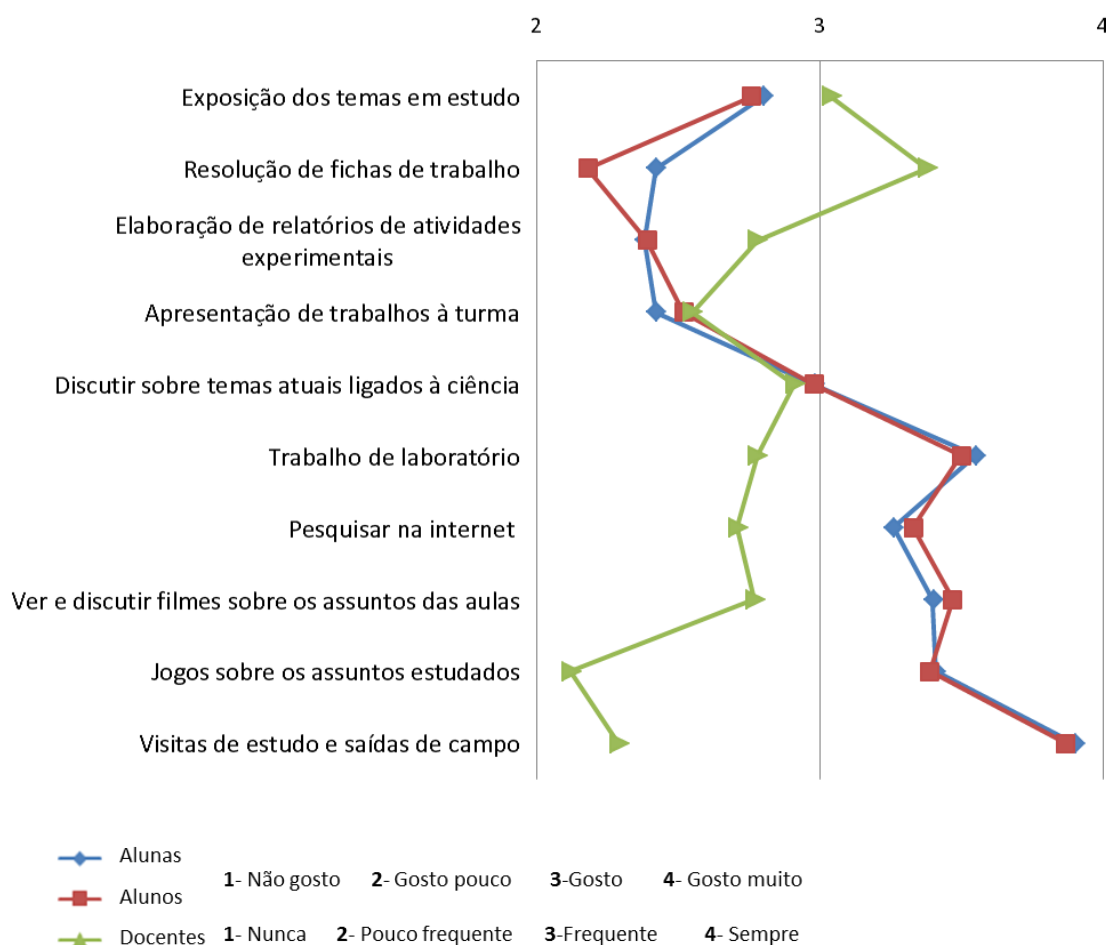 2 3 4
Exposição dos temas em estudo
Resolução de fichas de trabalho
Elaboração de relatórios de atividades
experimentais
Apresentação de trabalhos à turma
Discutir sobre temas atuais ligados à ciência
Trabalho de laboratório
Pesquisar na internet
Ver e discutir filmes sobre os assuntos das aulas
Jogos sobre os assuntos estudados
Visitas de estudo e saídas de campo
Alunas
1- Não gosto 2- Gosto pouco 3-Gosto 4- Gosto muito
Alunos
Docentes 1- Nunca 2- Pouco frequente 3-Frequente 4- Sempre